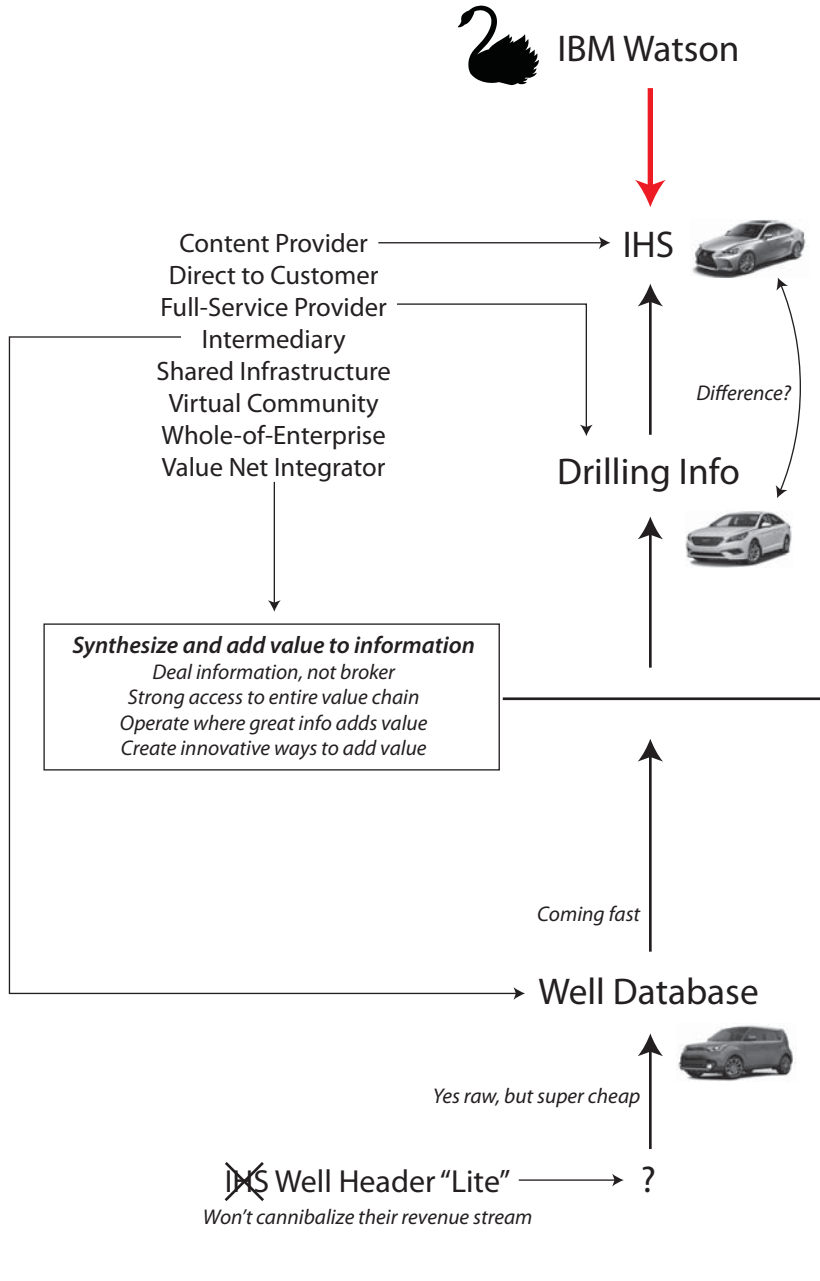 IBM Watson
Content Provider
IHS
Direct to Customer
Full-Service Provider
Intermediary
Shared Infrastructure
Virtual Community
Whole-of-Enterprise
Value Net Integrator
Difference?
Drilling Info
Synthesize and add value to information
Deal information, not broker
Strong access to entire value chain
Operate where great info adds value
Create innovative ways to add value
Coming fast
Well Database
Yes raw, but super cheap
IHS Well Header “Lite”
?
Won’t cannibalize their revenue stream